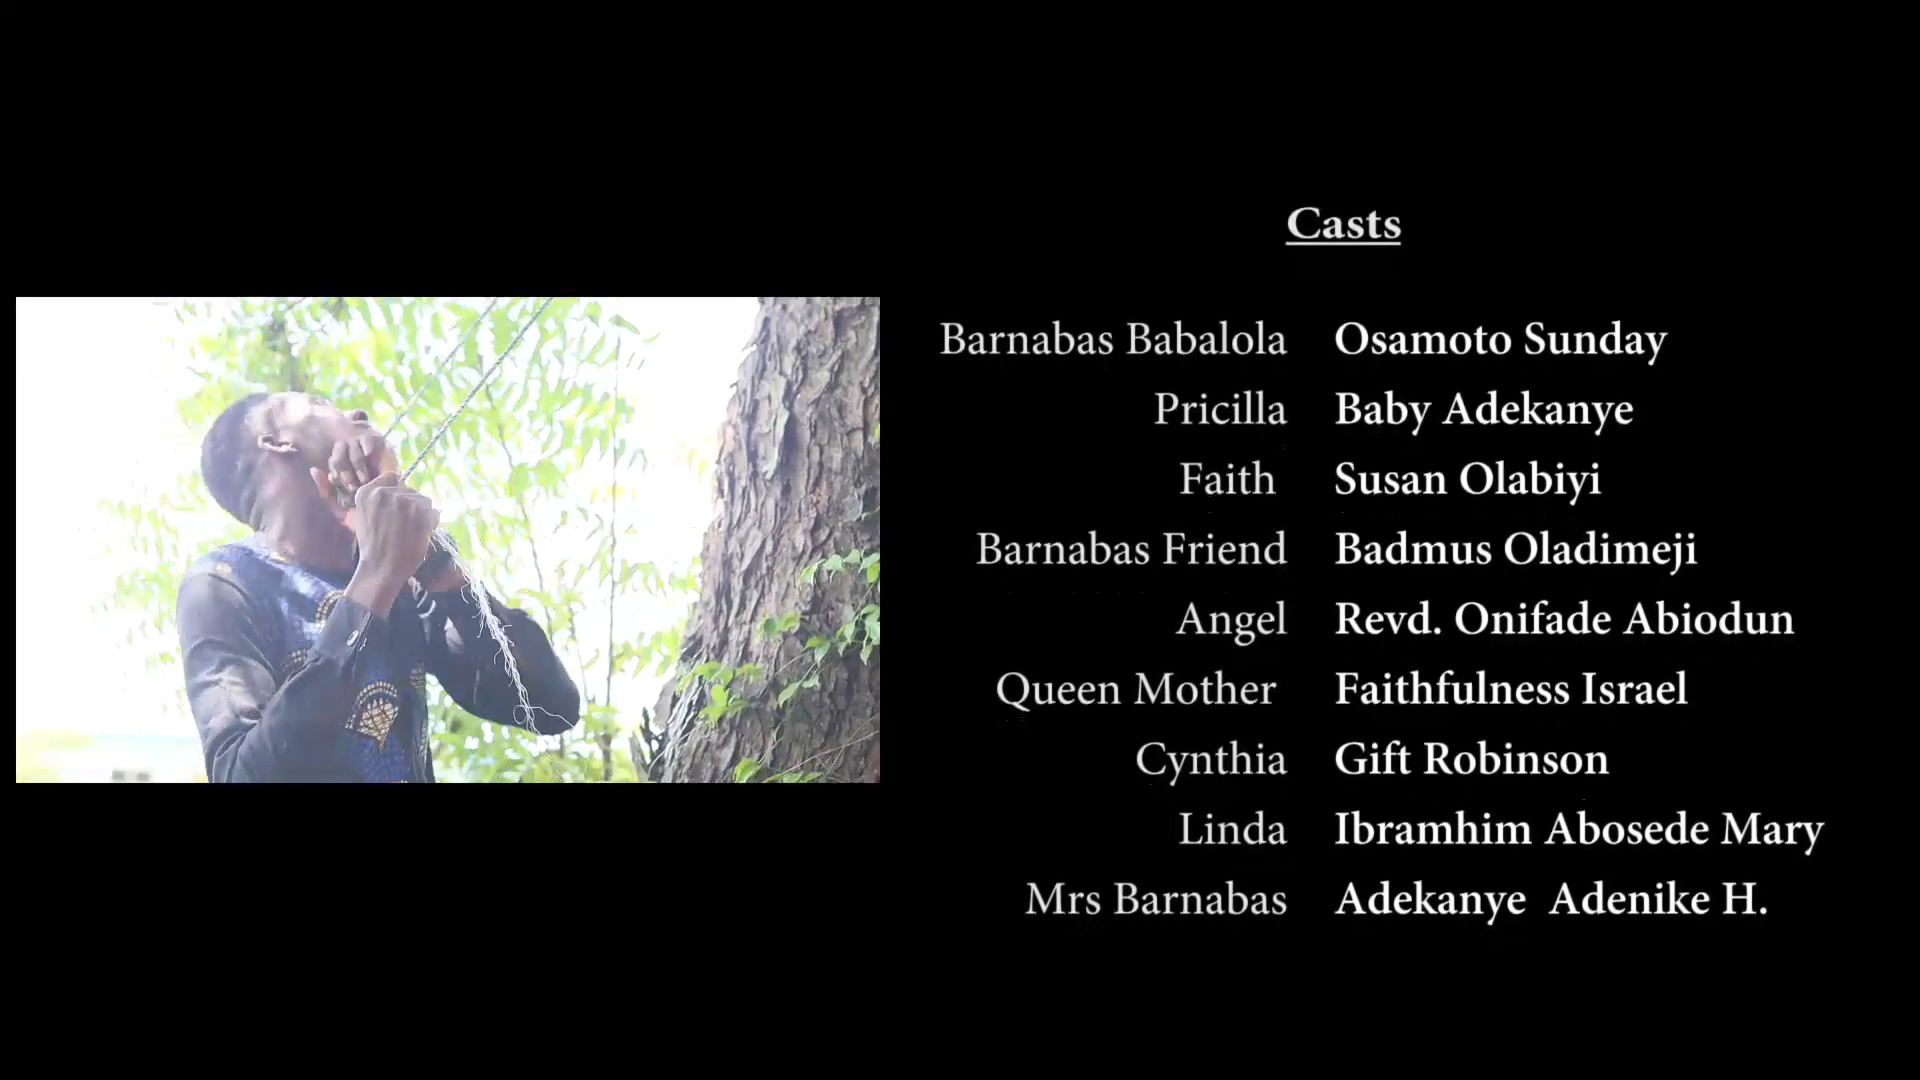 Casts
Barnabas Babalola Osamoto Sunday
Pricilla Baby Adekanye
Faith Susan Olabiyi
Barnabas Friend Badmus Oladimeji
Angel Revd. Onifade Abiodun
Queen Mother Faithfulness Israel
Cynthia Gift Robinson
Linda Ibramhim Abosede Mary
Mrs Barnabas Adekanye Adenike H.